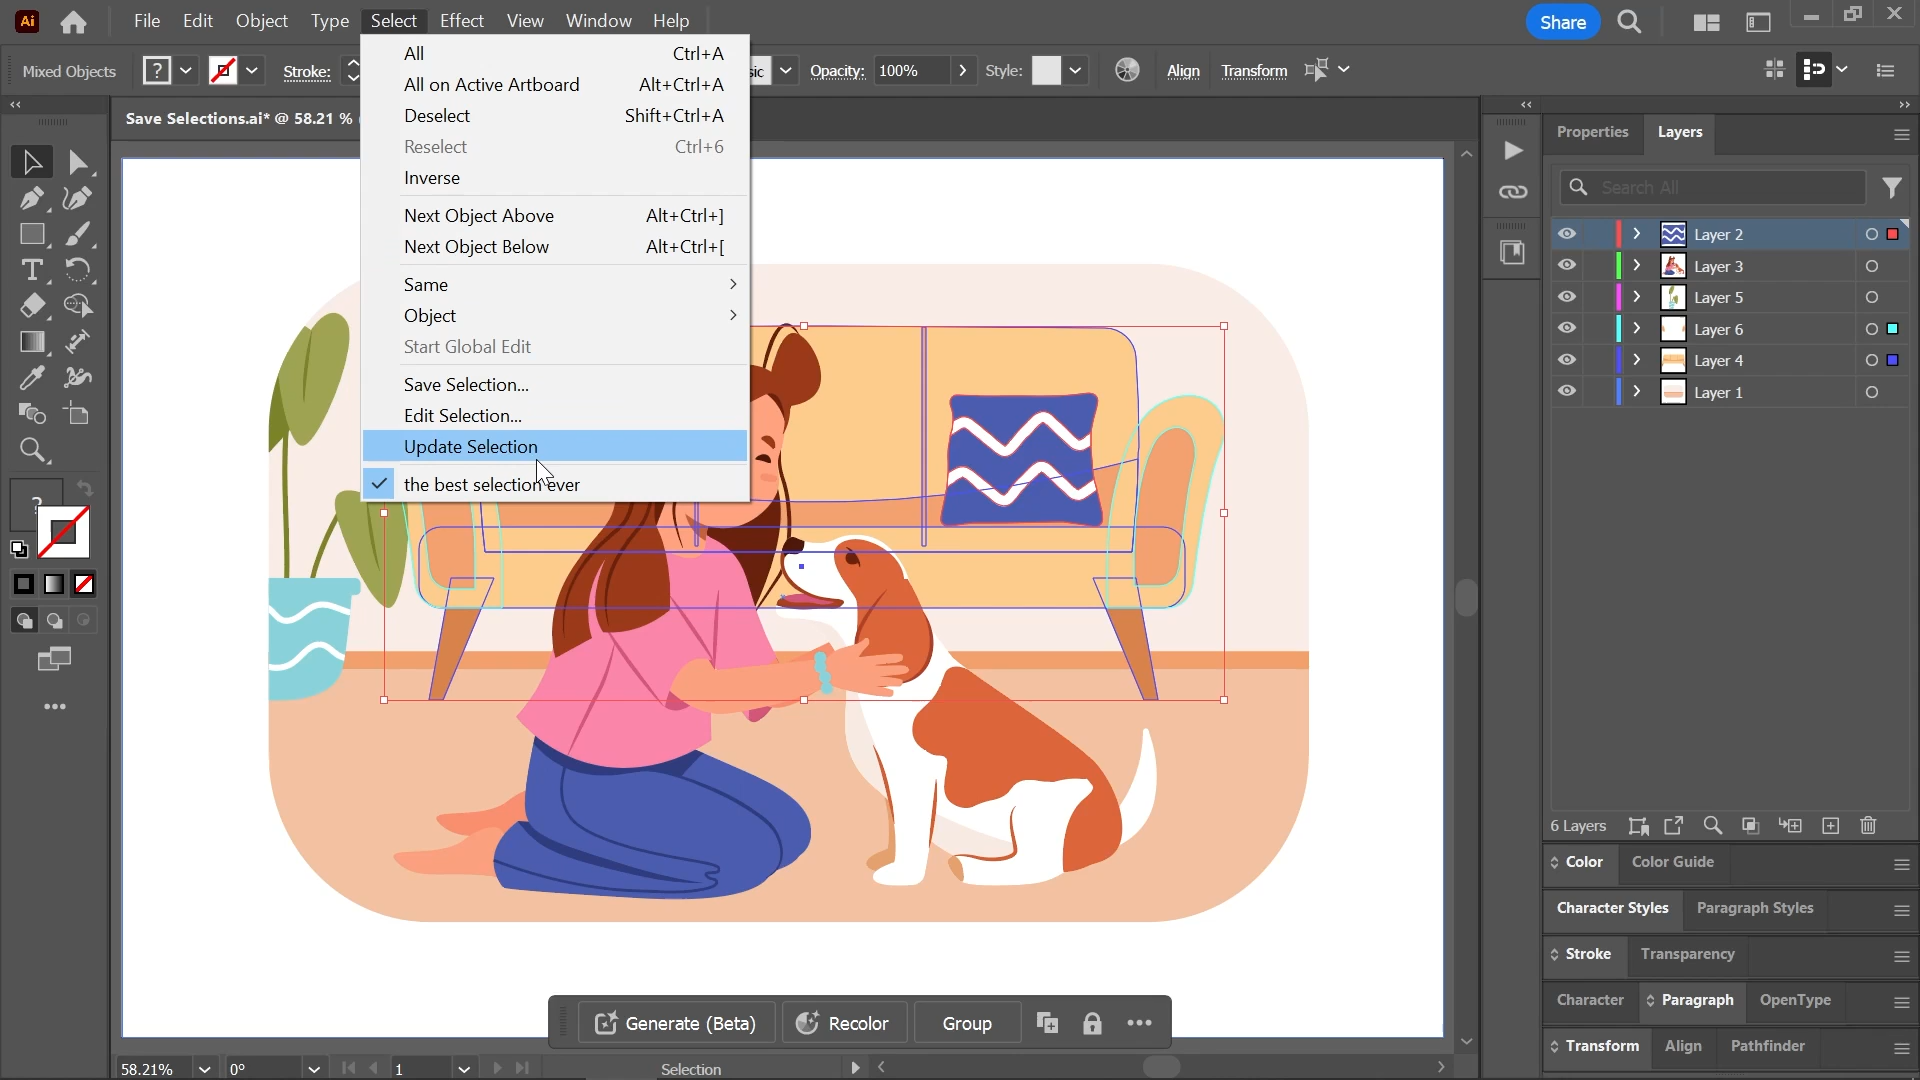 Ai File Edit Object Type Select Effect View Window Help Share
Mixed Objects ? Stroke: sic Opacity: 100% Style: Align Transform
Save Selections.ai* @ 58.21 %
All Ctrl+A
All on Active Artboard Alt+Ctrl+A
Deselect Shift+Ctrl+A
Reselect Ctrl+6
Inverse
Next Object Above Alt+Ctrl+]
Next Object Below Alt+Ctrl+[
Same
Object
Start Global Edit
Save Selection...
Edit Selection...
Update Selection
the best selection ever
?
Properties Layers
Search All
Layer 2
Layer 3
Layer 5
Layer 6
Layer 4
Layer 1
6 Layers
Color Color Guide
Character Styles Paragraph Styles
Stroke Transparency
Character Paragraph OpenType
Transform Align Pathfinder
Generate (Beta) Recolor Group
58.21% 0° 1 Selection